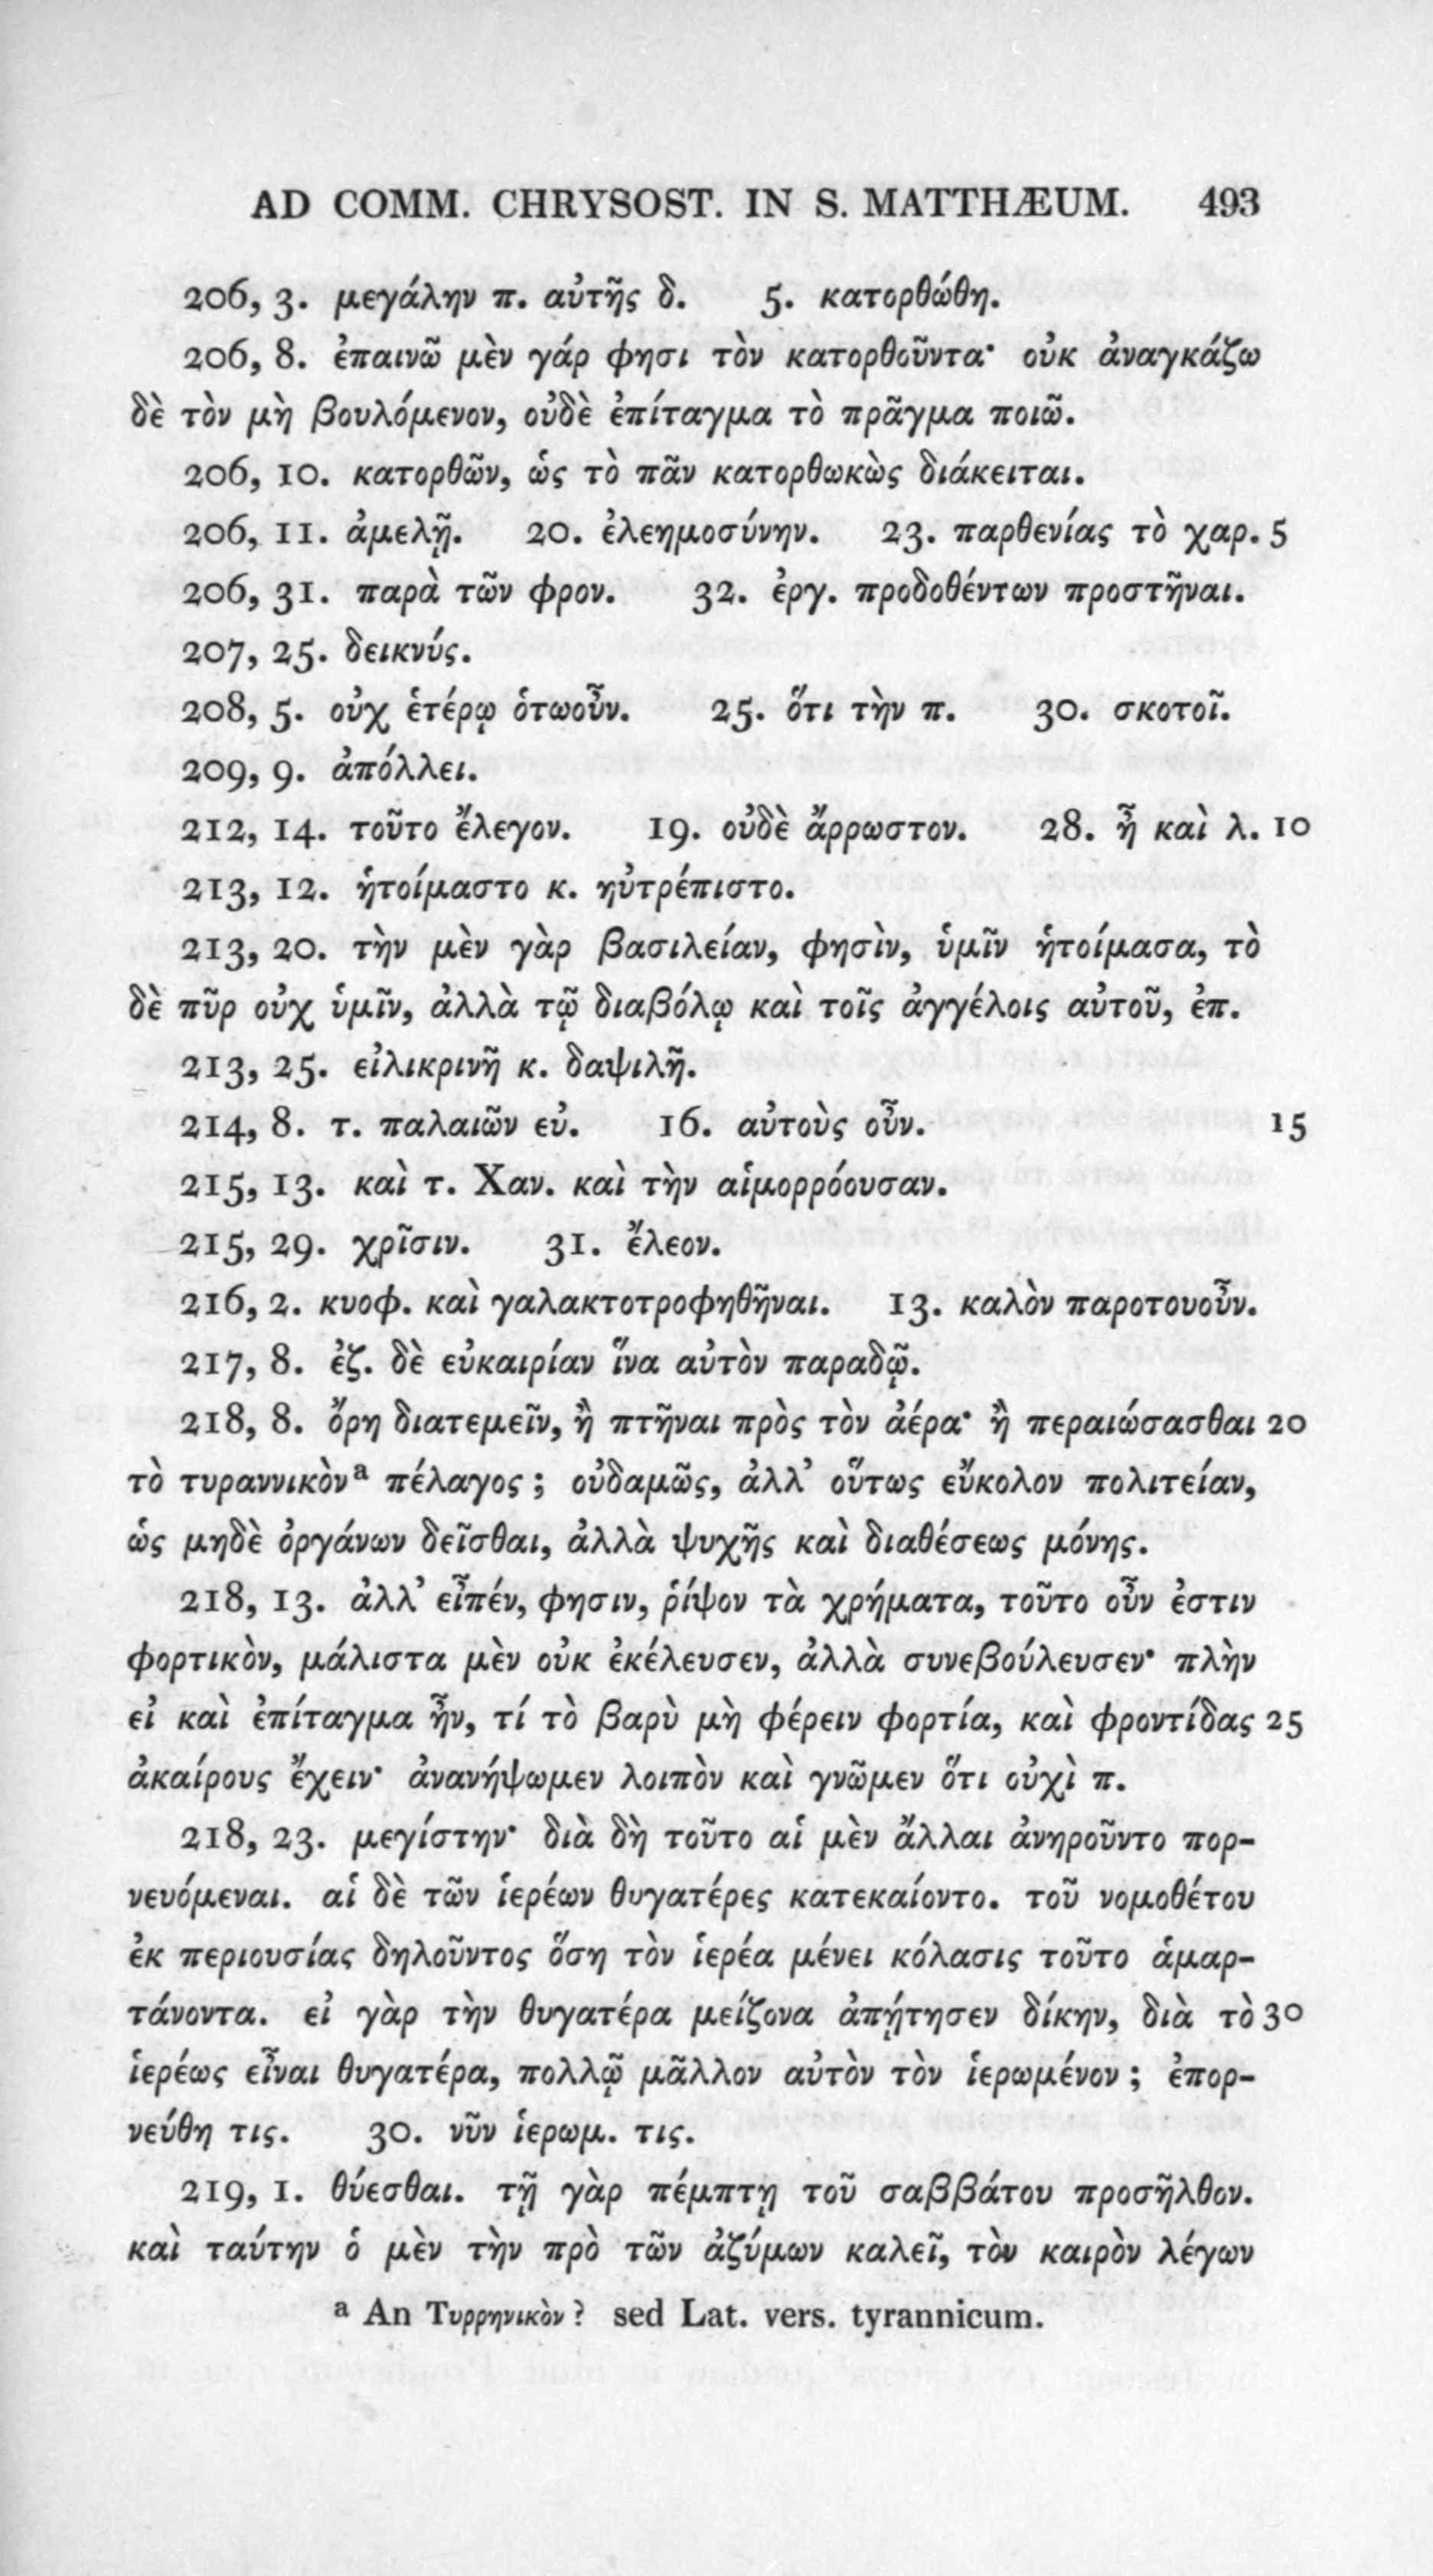 AD COMM. CHRYSOST. IN S. MATTHÆUM. 493
206, 3. μεγάλην π. αὐτῆς δ. 5. κατορθώθη.
206, 8. ἐπαινῶ μὲν γάρ φησι τὸν κατορθοῦντα· οὐκ ἀναγκάζω
δὲ τὸν μὴ βουλόμενον, οὐδὲ ἐπίταγμα τὸ πρᾶγμα ποιῶ.
206, 10. κατορθῶν, ὡς τὸ πᾶν κατορθωκὼς διάκειται.
206, 11. ἀμελῇ. 20. ἐλεημοσύνην. 23. παρθενίας τὸ χαρ. 5
206, 31. παρὰ τῶν φρον. 32. ἐργ. προδοθέντων προστῆναι.
207, 25. δεικνύς.
208, 5. οὐχ ἑτέρῳ ὁτωοῦν. 25. ὅτι τὴν π. 30. σκοτοῖ.
209, 9. ἀπόλλει.
212, 14. τοῦτο ἔλεγον. 19. οὐδὲ ἄρρωστον. 28. ἦ καὶ λ. 10
213, 12. ἡτοίμαστο κ. ηὐτρέπιστο.
213, 20. τὴν μὲν γὰρ βασιλείαν, φησὶν, ὑμῖν ἡτοίμασα, τὸ
δὲ πῦρ οὐχ ὑμῖν, ἀλλὰ τῷ διαβόλῳ καὶ τοῖς ἀγγέλοις αὐτοῦ, ἐπ.
213, 25. εἰλικρινῆ κ. δαψιλῆ.
214, 8. τ. παλαιῶν εὐ. 16. αὐτοὺς οὖν. 15
215, 13. καὶ τ. Χαν. καὶ τὴν αἱμορρόουσαν.
215, 29. χρῖσιν. 31. ἔλεον.
216, 2. κυοφ. καὶ γαλακτοτροφηθῆναι. 13. καλὸν παροτουοῦν.
217, 8. ἐζ. δὲ εὐκαιρίαν ἵνα αὐτὸν παραδῷ.
218, 8. ὄρη διατεμεῖν, ἢ πτῆναι πρὸς τὸν ἀέρα· ἢ περαιώσασθαι 20
τὸ τυραννικὸνª πέλαγος; οὐδαμῶς, ἀλλ’ οὕτως εὔκολον πολιτείαν,
ὡς μηδὲ ὀργάνων δεῖσθαι, ἀλλὰ ψυχῆς καὶ διαθέσεως μόνης.
218, 13. ἀλλ’ εἶπέν, φησιν, ῥίψον τὰ χρήματα, τοῦτο οὖν ἐστιν
φορτικὸν, μάλιστα μὲν οὐκ ἐκέλευσεν, ἀλλὰ συνεβούλευσεν· πλὴν
εἰ καὶ ἐπίταγμα ἦν, τί τὸ βαρὺ μὴ φέρειν φορτία, καὶ φροντίδας 25
ἀκαίρους ἔχειν· ἀνανήψωμεν λοιπὸν καὶ γνῶμεν ὅτι οὐχὶ π.
218, 23. μεγίστην· διὰ δὴ τοῦτο αἱ μὲν ἄλλαι ἀνηροῦντο πορ-
νευόμεναι. αἱ δὲ τῶν ἱερέων θυγατέρες κατεκαίοντο. τοῦ νομοθέτου
ἐκ περιουσίας δηλοῦντος ὅση τὸν ἱερέα μένει κόλασις τοῦτο ἁμαρ-
τάνοντα. εἰ γὰρ τὴν θυγατέρα μείζονα ἀπῄτησεν δίκην, διὰ τὸ 30
ἱερέως εἶναι θυγατέρα, πολλῷ μᾶλλον αὐτὸν τὸν ἱερωμένον; ἐπορ-
νεύθη τις. 30. νῦν ἱερωμ. τις.
219, 1. θύεσθαι. τῇ γὰρ πέμπτῃ τοῦ σαββάτου προσῆλθον.
καὶ ταύτην ὁ μὲν τὴν πρὸ τῶν ἀζύμων καλεῖ, τὸν καιρὸν λέγων
ª An Τυρρηνικὸν? sed Lat. vers. tyrannicum.